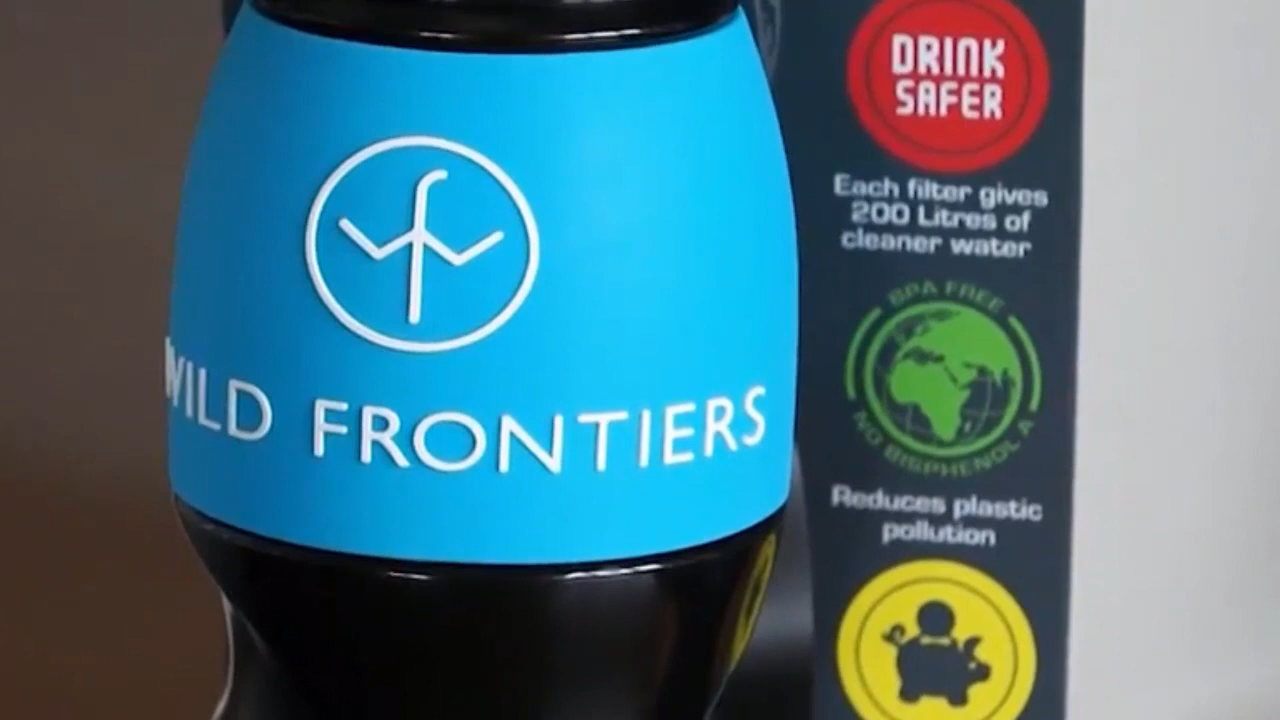 WILD FRONTIERS
DRINK
SAFER
Each filter gives
200 Litres of
cleaner water
BPA FREE
NO BISPHENOL A
Reduces plastic
pollution